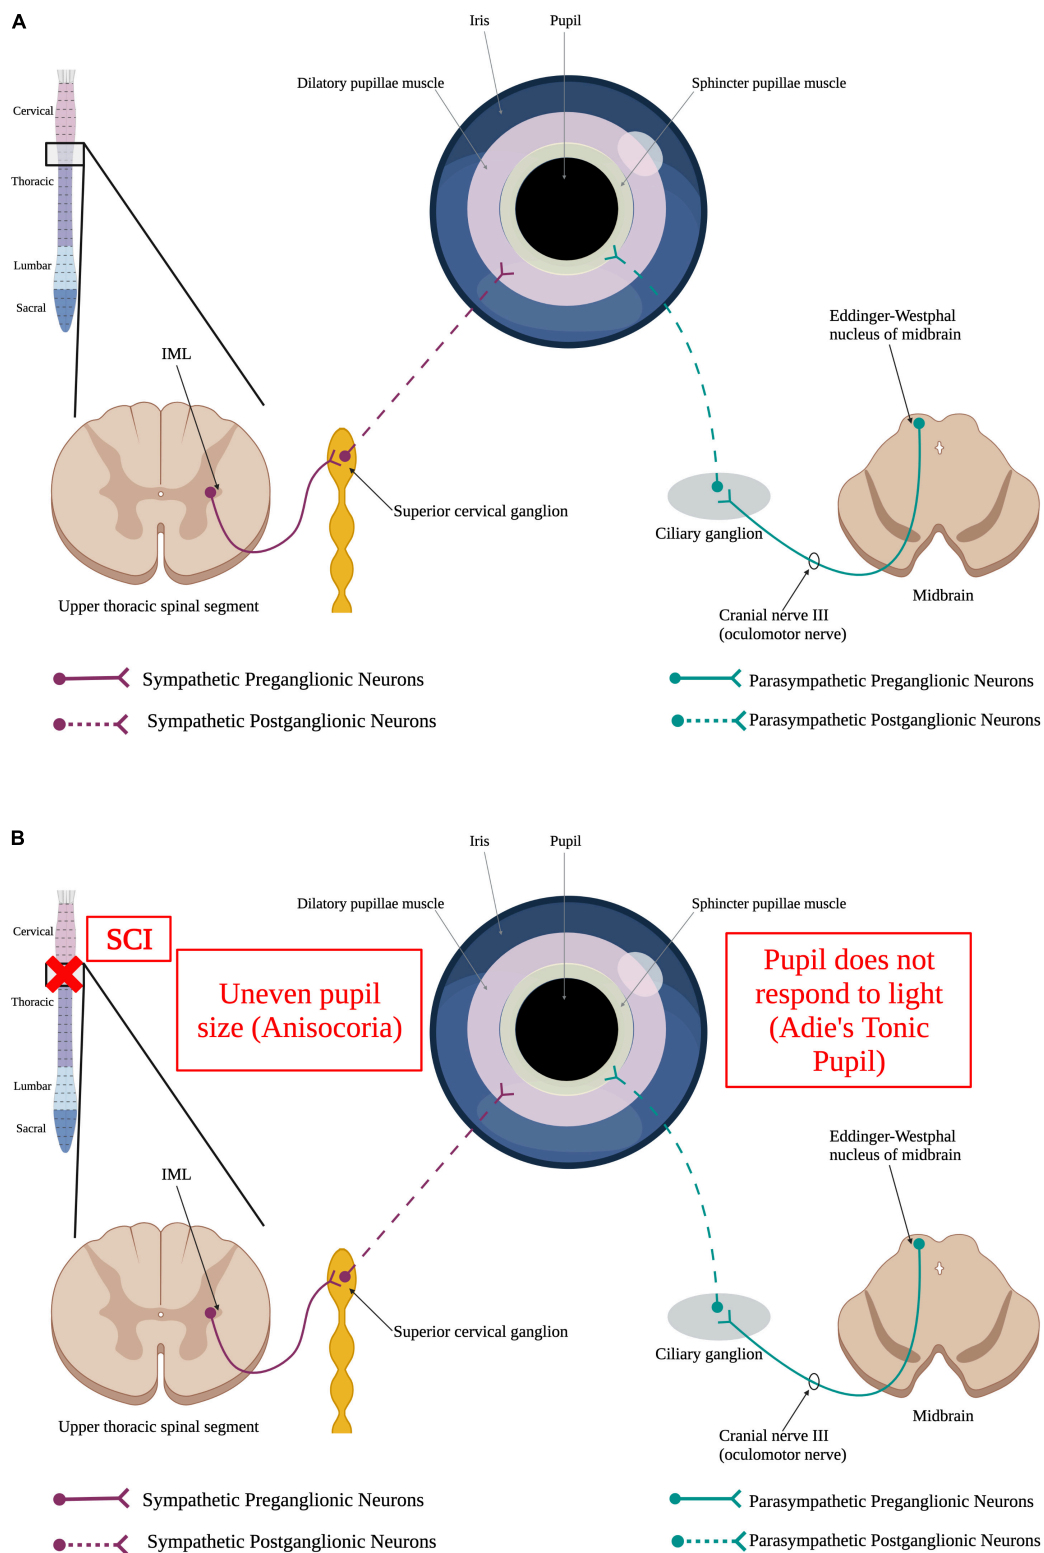 A
Iris
Pupil
Dilatory pupillae muscle
Sphincter pupillae muscle
Cervical
Thoracic
Lumbar
Sacral
Eddinger-Westphal
nucleus of midbrain
IML
Superior cervical ganglion
Ciliary ganglion
Upper thoracic spinal segment
Midbrain
Cranial nerve III
(oculomotor nerve)
Sympathetic Preganglionic Neurons
Parasympathetic Preganglionic Neurons
Sympathetic Postganglionic Neurons
Parasympathetic Postganglionic Neurons
B
Iris
Pupil
Dilatory pupillae muscle
Sphincter pupillae muscle
Cervical
SCI
Uneven pupil
size (Anisocoria)
Pupil does not
respond to light
(Adie's Tonic
Pupil)
Thoracic
Lumbar
Sacral
Eddinger-Westphal
nucleus of midbrain
IML
Superior cervical ganglion
Ciliary ganglion
Upper thoracic spinal segment
Midbrain
Cranial nerve III
(oculomotor nerve)
Sympathetic Preganglionic Neurons
Parasympathetic Preganglionic Neurons
Sympathetic Postganglionic Neurons
Parasympathetic Postganglionic Neurons